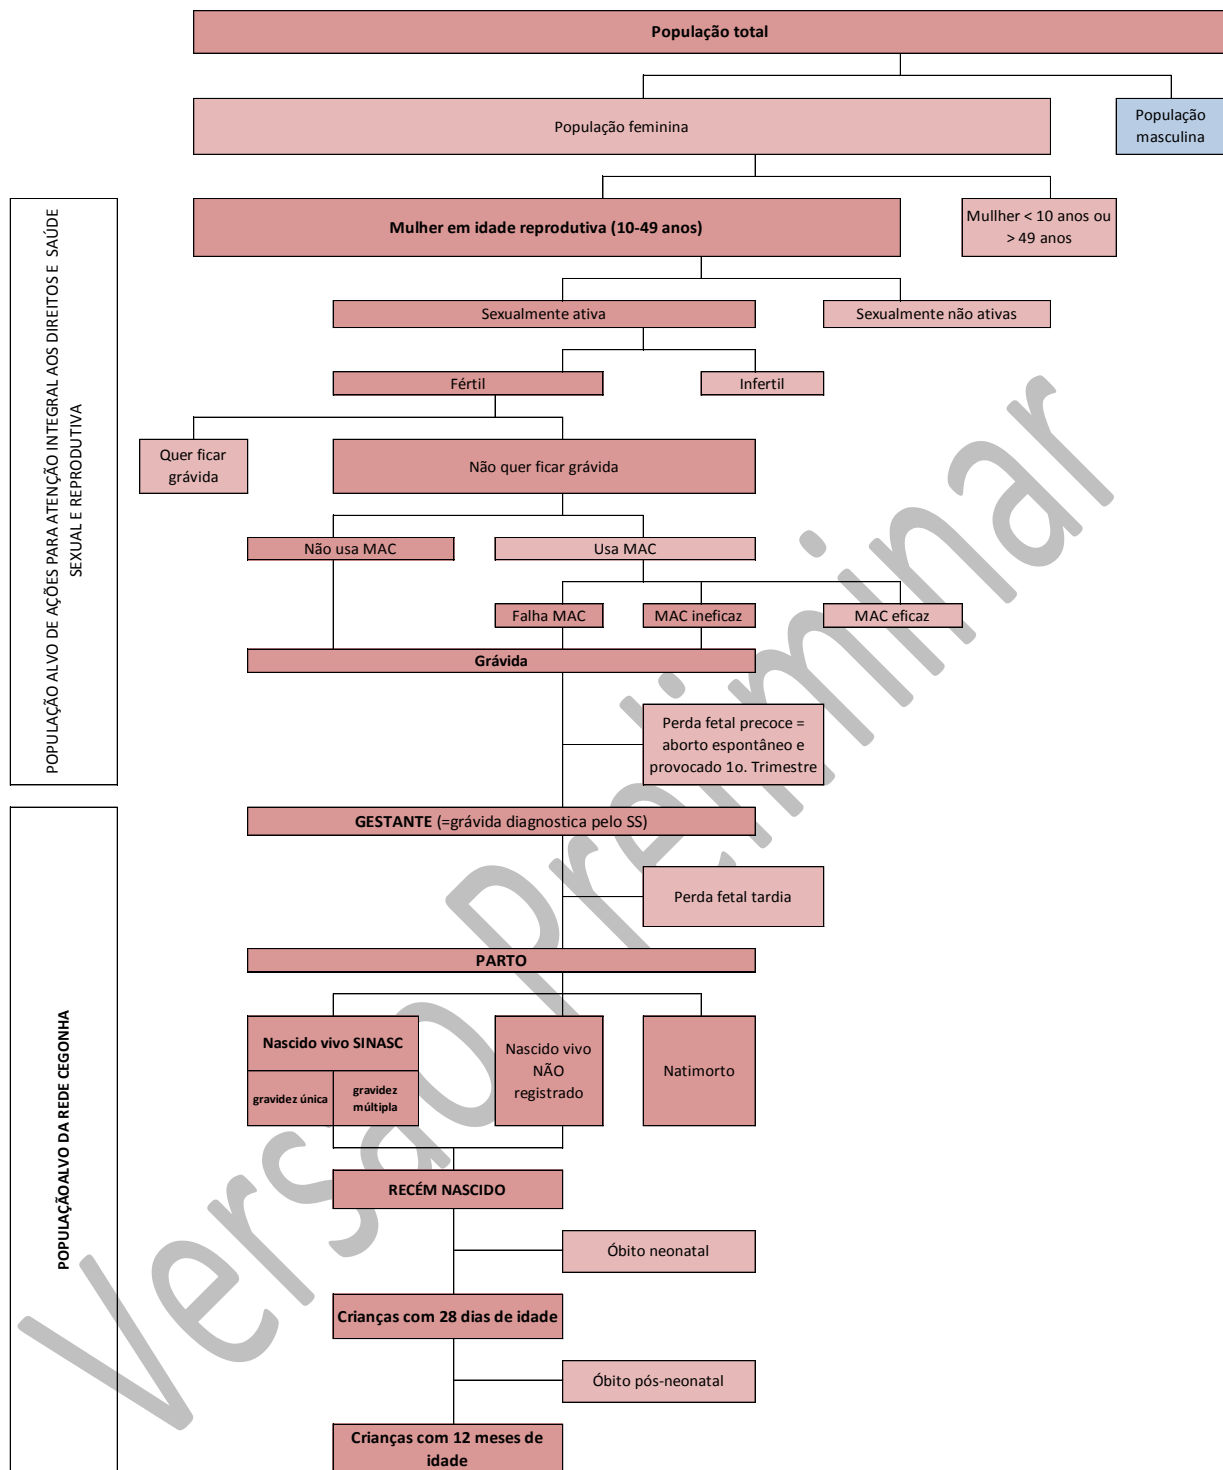 População total
População feminina
População
masculina
Mulher em idade reprodutiva (10-49 anos)
Mullher < 10 anos ou
> 49 anos
POPULAÇÃO ALVO DE AÇÕES PARA ATENÇÃO INTEGRAL AOS DIREITOS E SAÚDE
SEXUAL E REPRODUTIVA
Sexualmente ativa
Sexualmente não ativas
Fértil
Infertil
Quer ficar
grávida
Não quer ficar grávida
Não usa MAC
Usa MAC
Falha MAC
MAC ineficaz
MAC eficaz
Grávida
Perda fetal precoce =
aborto espontâneo e
provocado 1o. Trimestre
POPULAÇÃO ALVO DA REDE CEGONHA
GESTANTE (=grávida diagnostica pelo SS)
Perda fetal tardia
PARTO
Nascido vivo SINASC
gravidez única
gravidez
múltipla
Nascido vivo
NÃO
registrado
Natimorto
RECÉM NASCIDO
Óbito neonatal
Crianças com 28 dias de idade
Óbito pós-neonatal
Crianças com 12 meses de
idade
Versão Preliminar